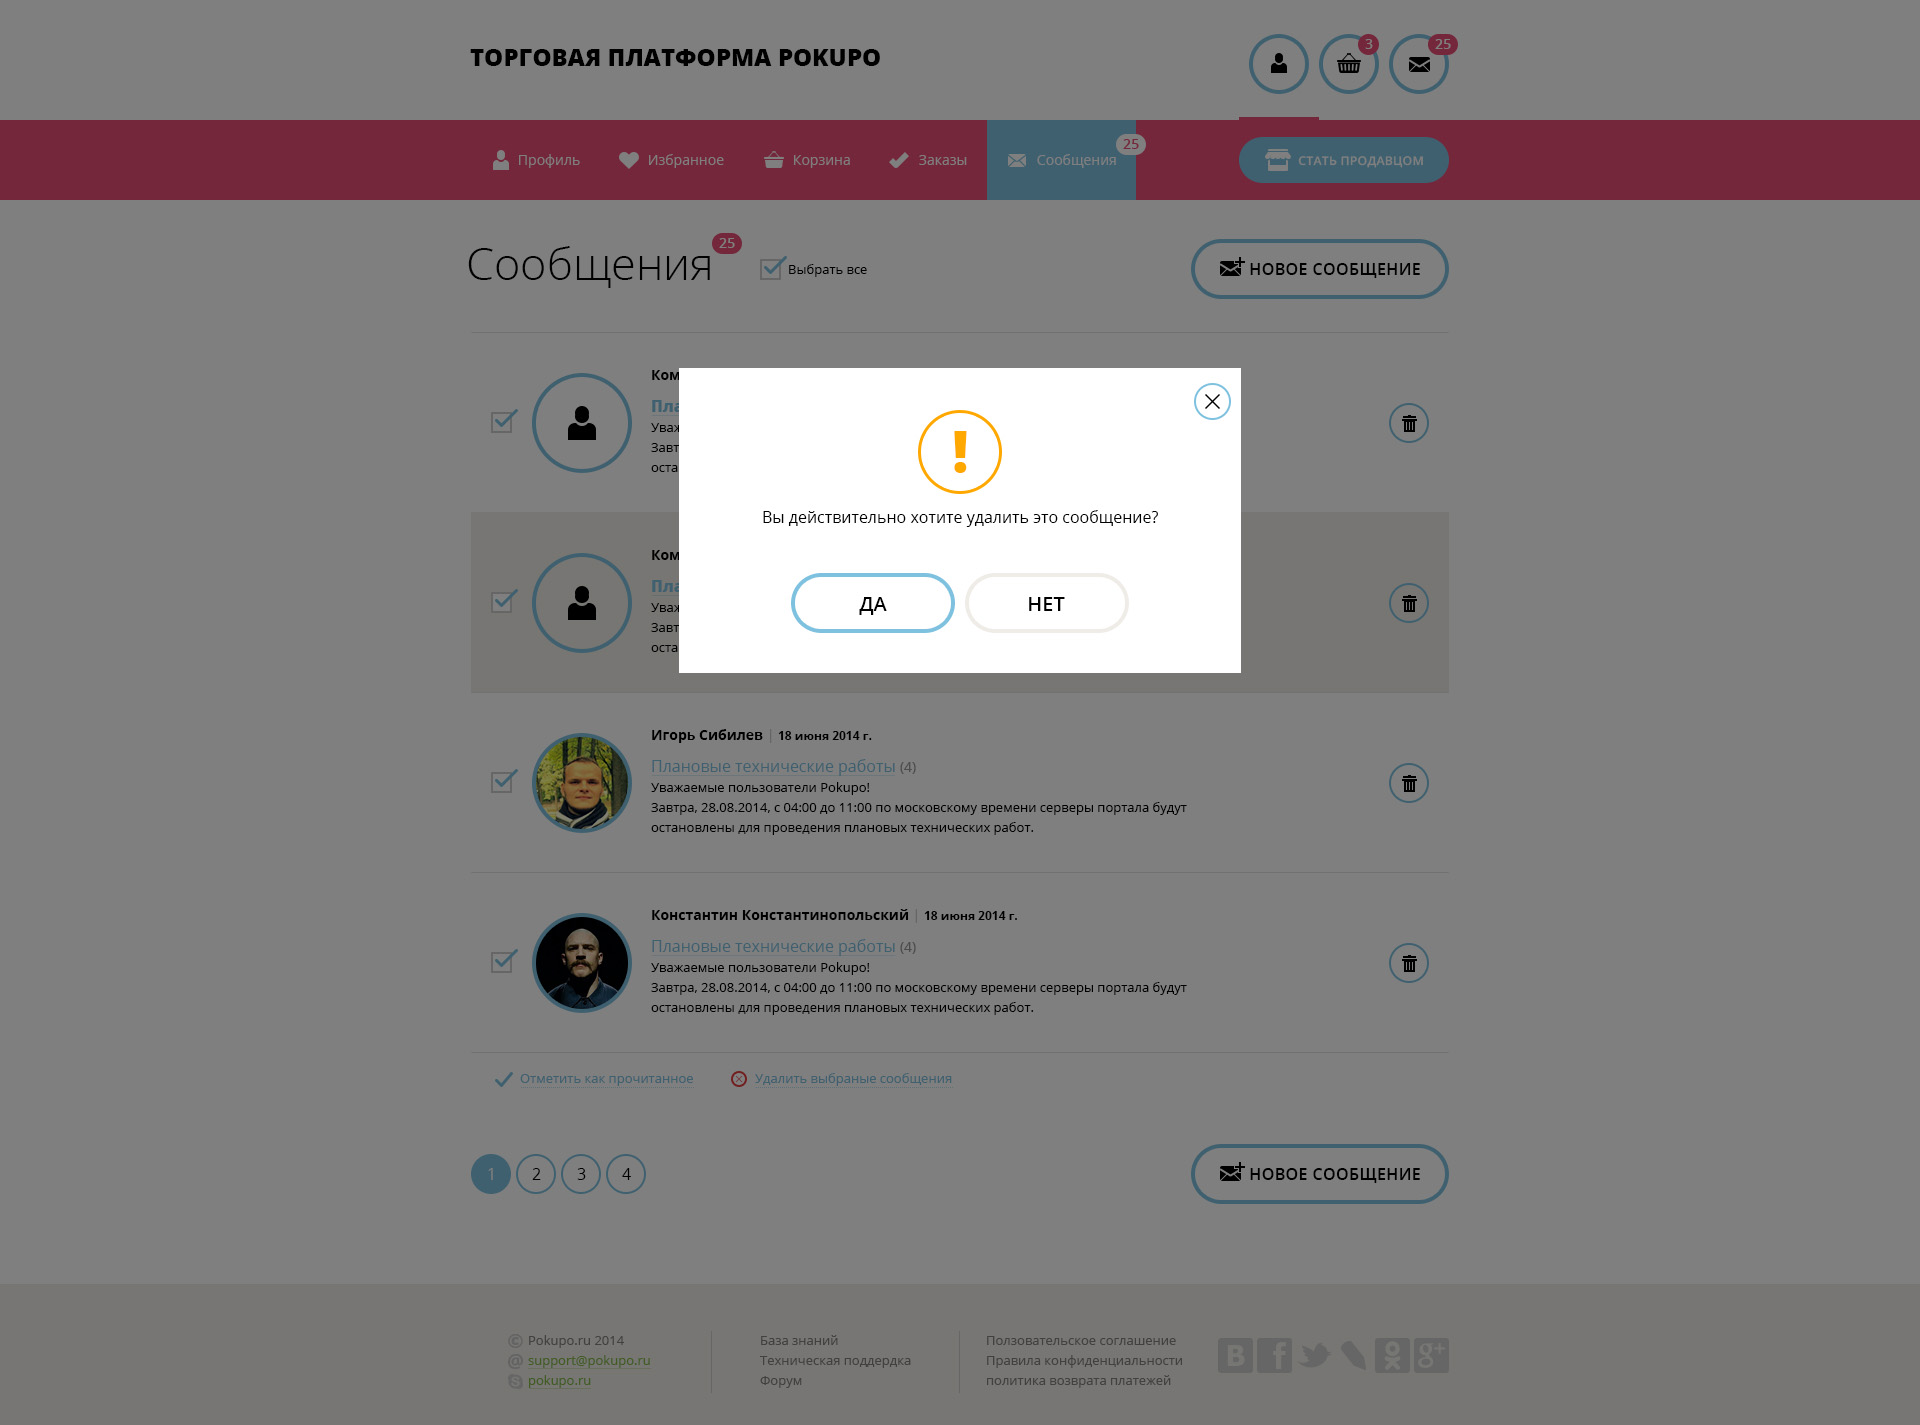 ТОРГОВАЯ ПЛАТФОРМА POKUPO
3
25
Профиль
Избранное
Корзина
Заказы
Сообщения
25
СТАТЬ ПРОДАВЦОМ
Сообщения
25
Выбрать все
НОВОЕ СООБЩЕНИЕ
Ком
Пла
Уваж
Завт
оста
Вы действительно хотите удалить это сообщение?
ДА
НЕТ
Ком
Пла
Уваж
Завт
оста
Игорь Сибилев | 18 июня 2014 г.
Плановые технические работы (4)
Уважаемые пользователи Pokupo!
Завтра, 28.08.2014, с 04:00 до 11:00 по московскому времени серверы портала будут
остановлены для проведения плановых технических работ.
Константин Константинопольский | 18 июня 2014 г.
Плановые технические работы (4)
Уважаемые пользователи Pokupo!
Завтра, 28.08.2014, с 04:00 до 11:00 по московскому времени серверы портала будут
остановлены для проведения плановых технических работ.
Отметить как прочитанное
Удалить выбраные сообщения
1 2 3 4
НОВОЕ СООБЩЕНИЕ
© Pokupo.ru 2014
@ support@pokupo.ru
pokupo.ru
База знаний
Техническая поддердка
Форум
Ползовательское соглашение
Правила конфиденциальности
политика возврата платежей